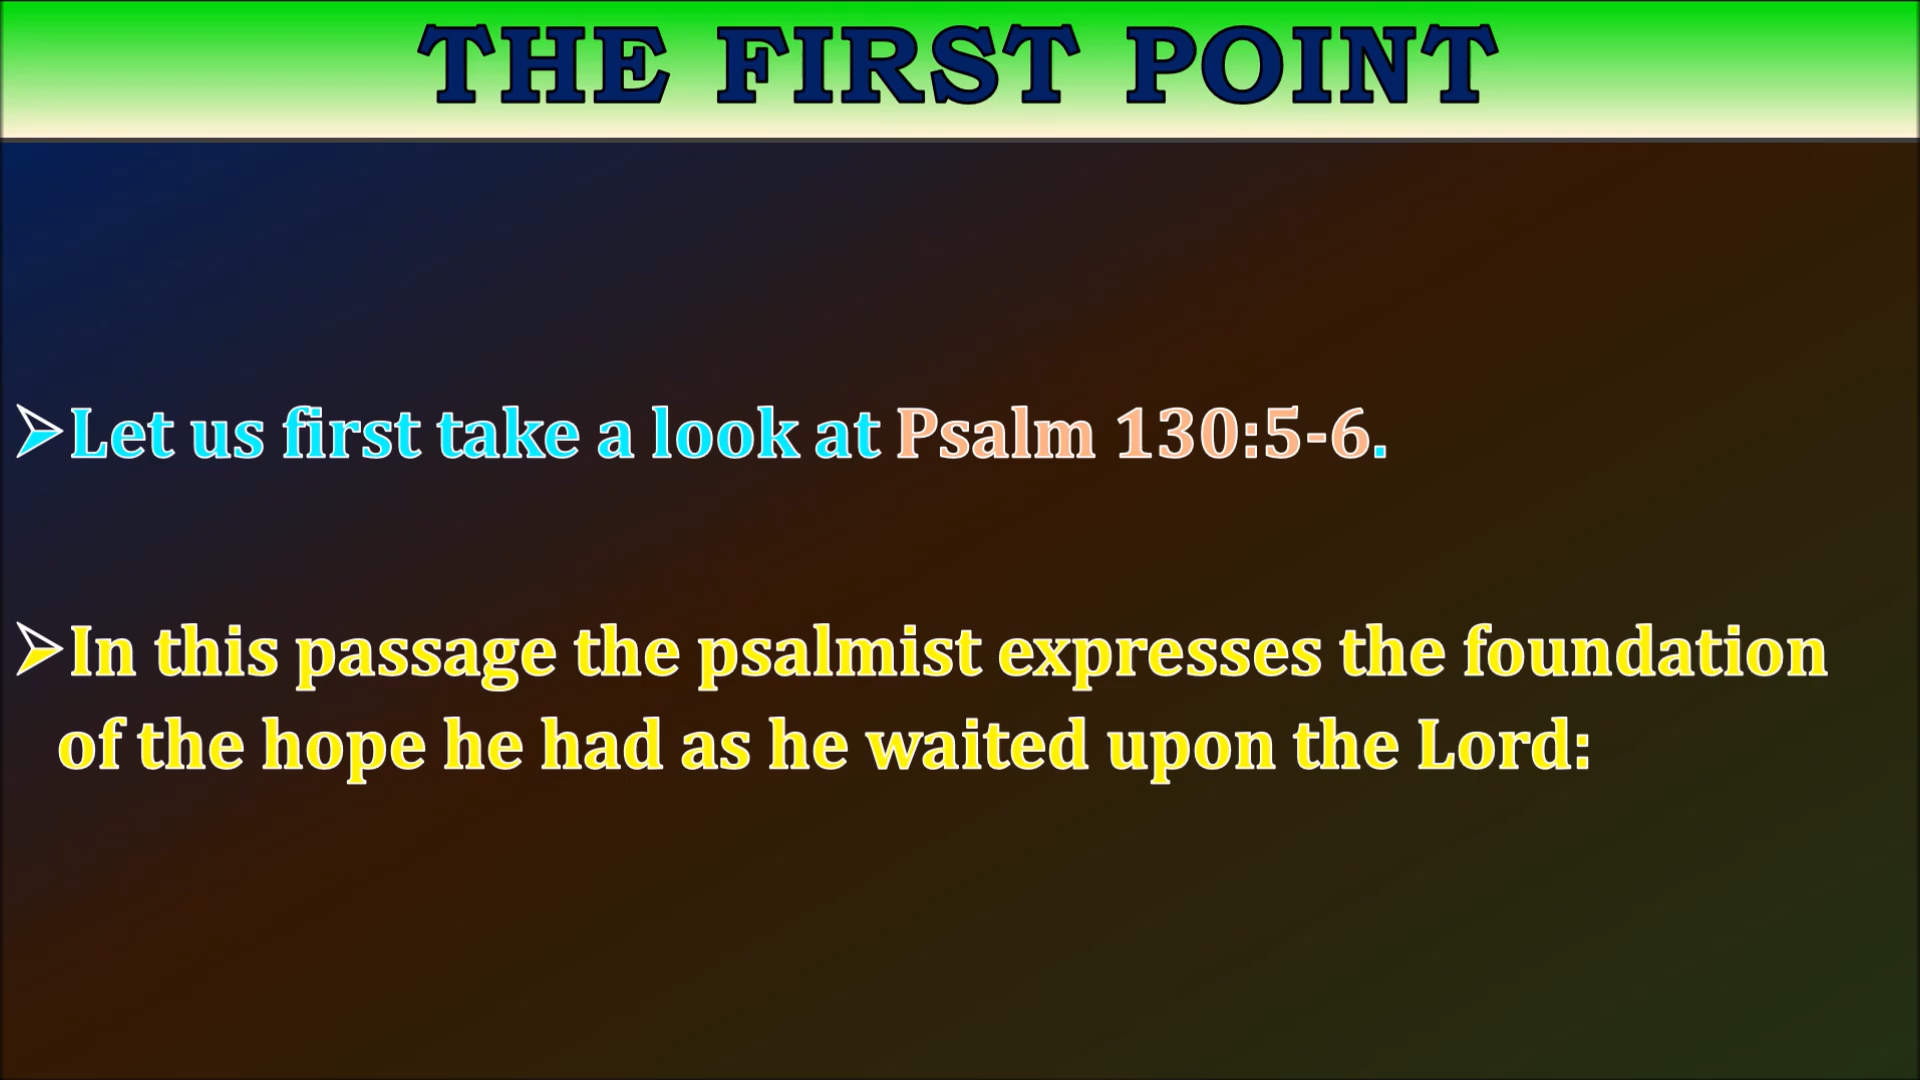 THE FIRST POINT
➢Let us first take a look at Psalm 130:5-6.
➢In this passage the psalmist expresses the foundation
of the hope he had as he waited upon the Lord: